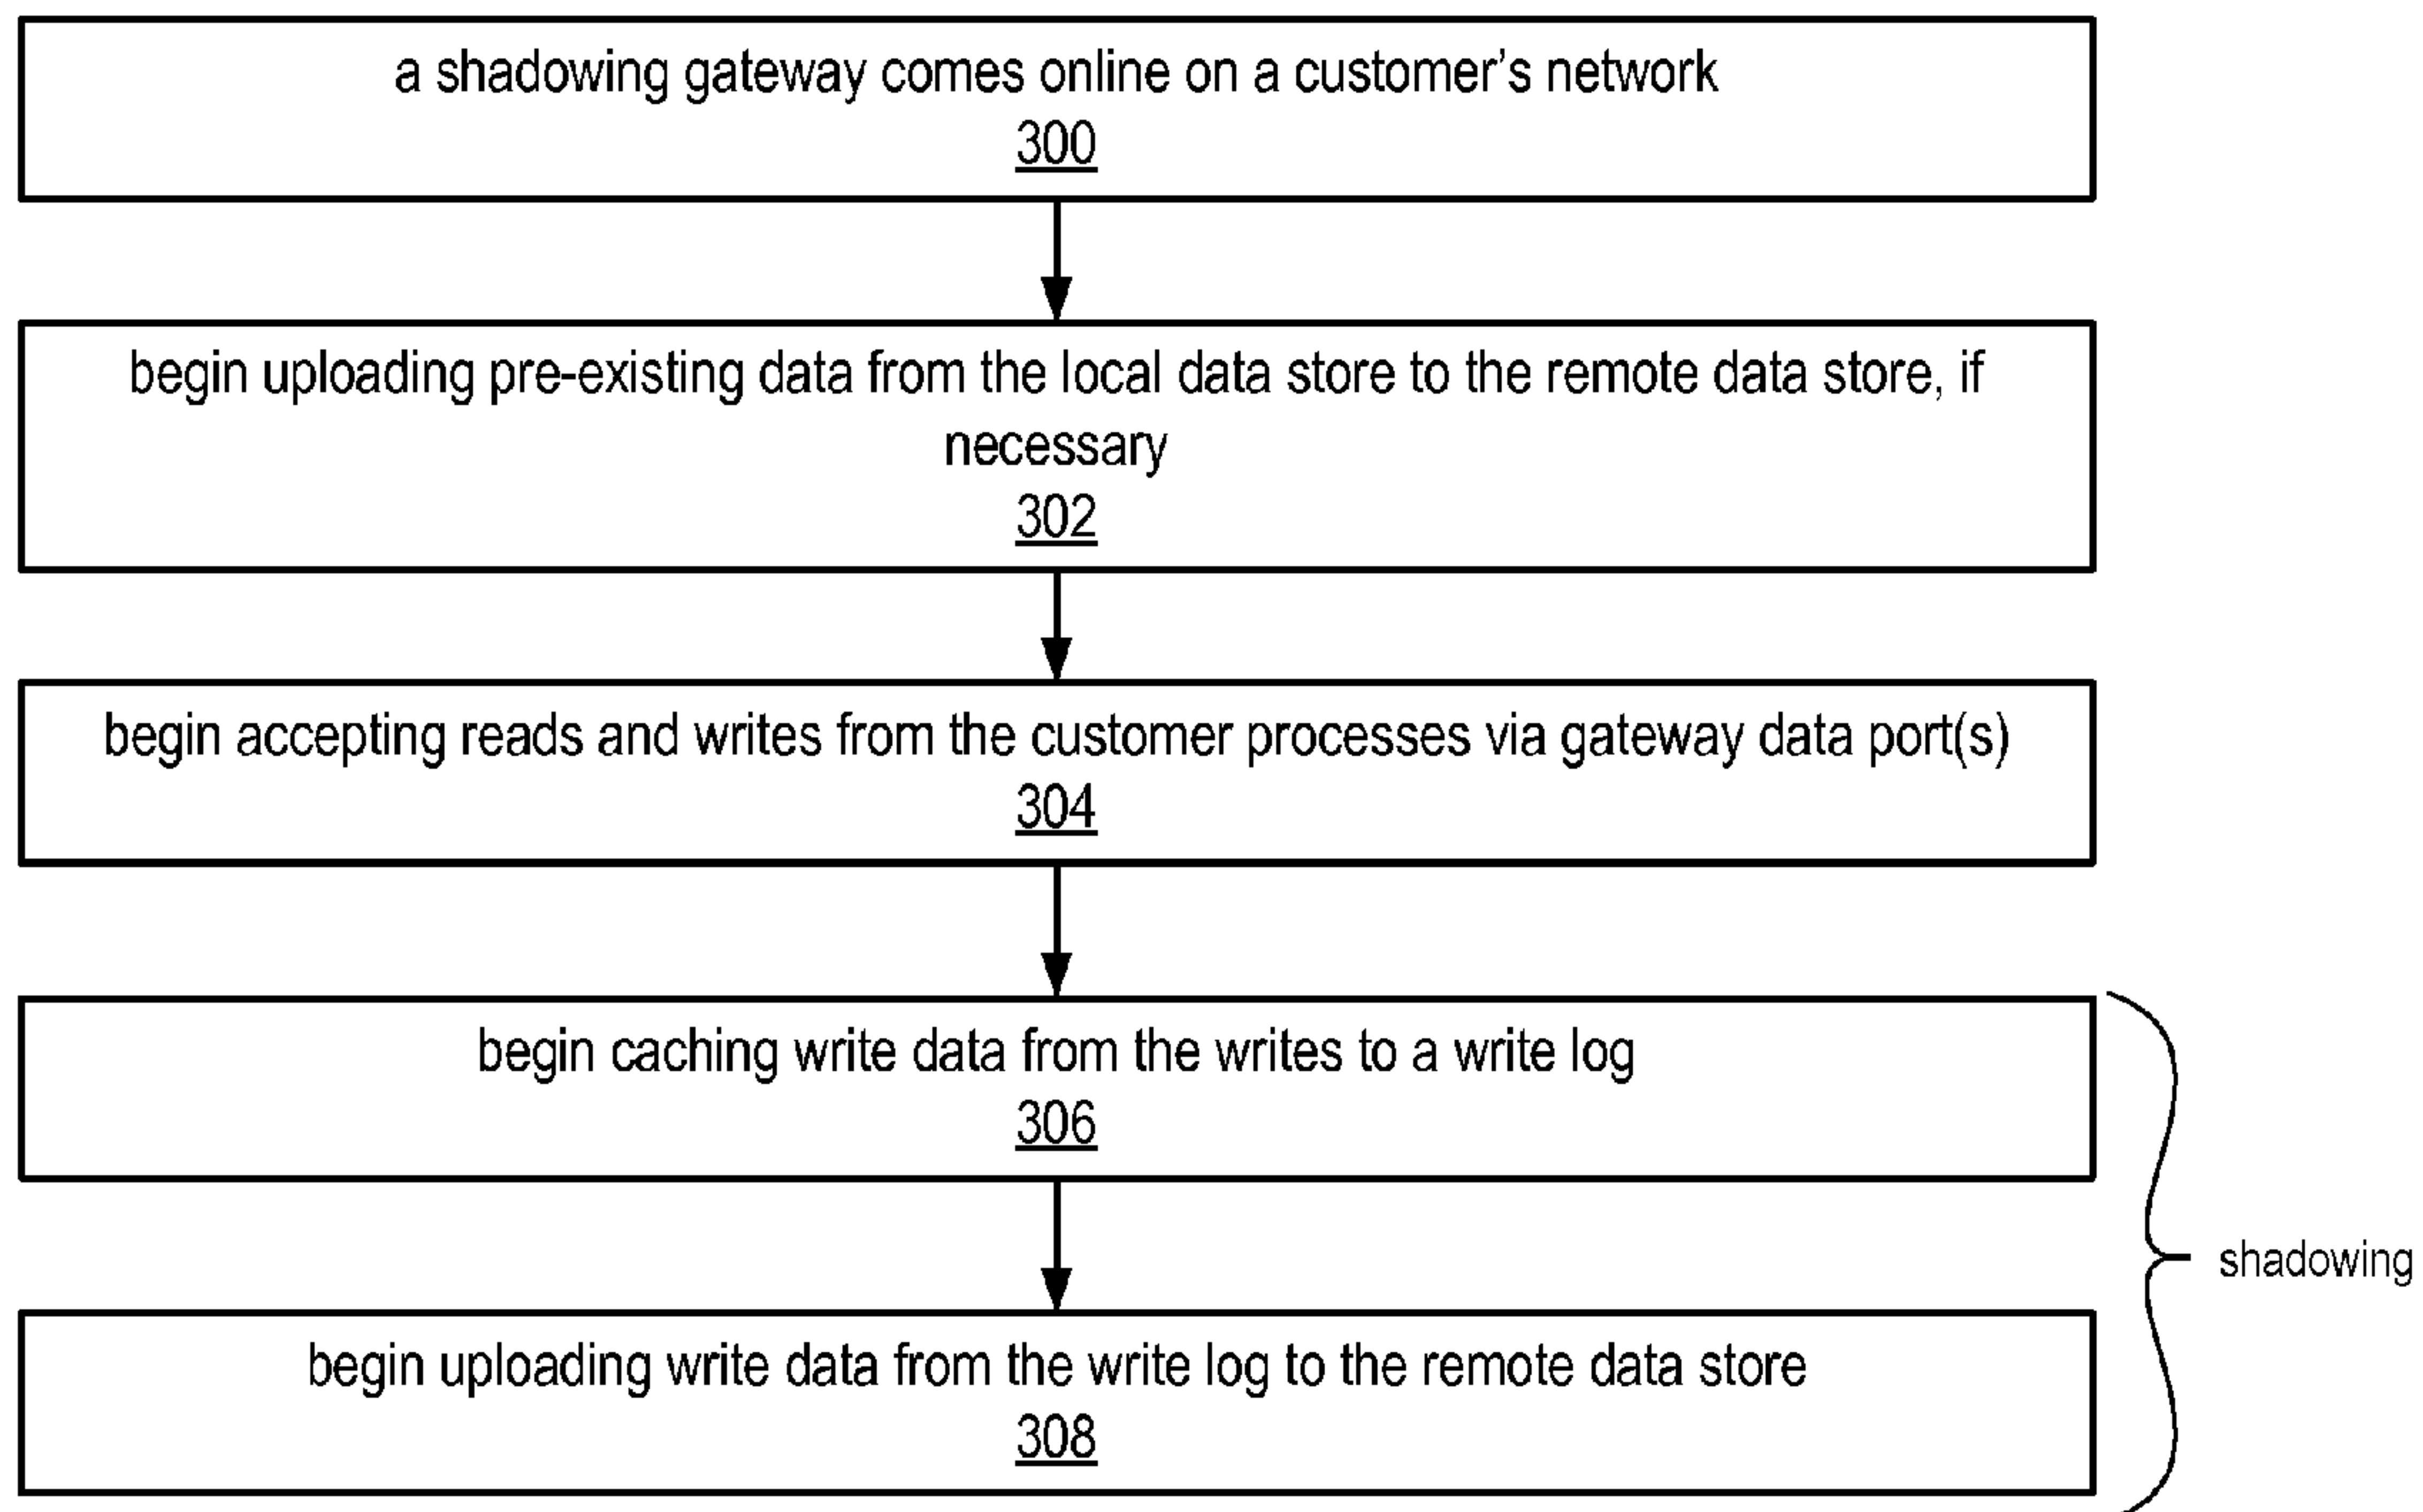 a shadowing gateway comes online on a customer's network
300
begin uploading pre-existing data from the local data store to the remote data store, if
necessary
302
begin accepting reads and writes from the customer processes via gateway data port(s)
304
begin caching write data from the writes to a write log
306
shadowing
begin uploading write data from the write log to the remote data store
308